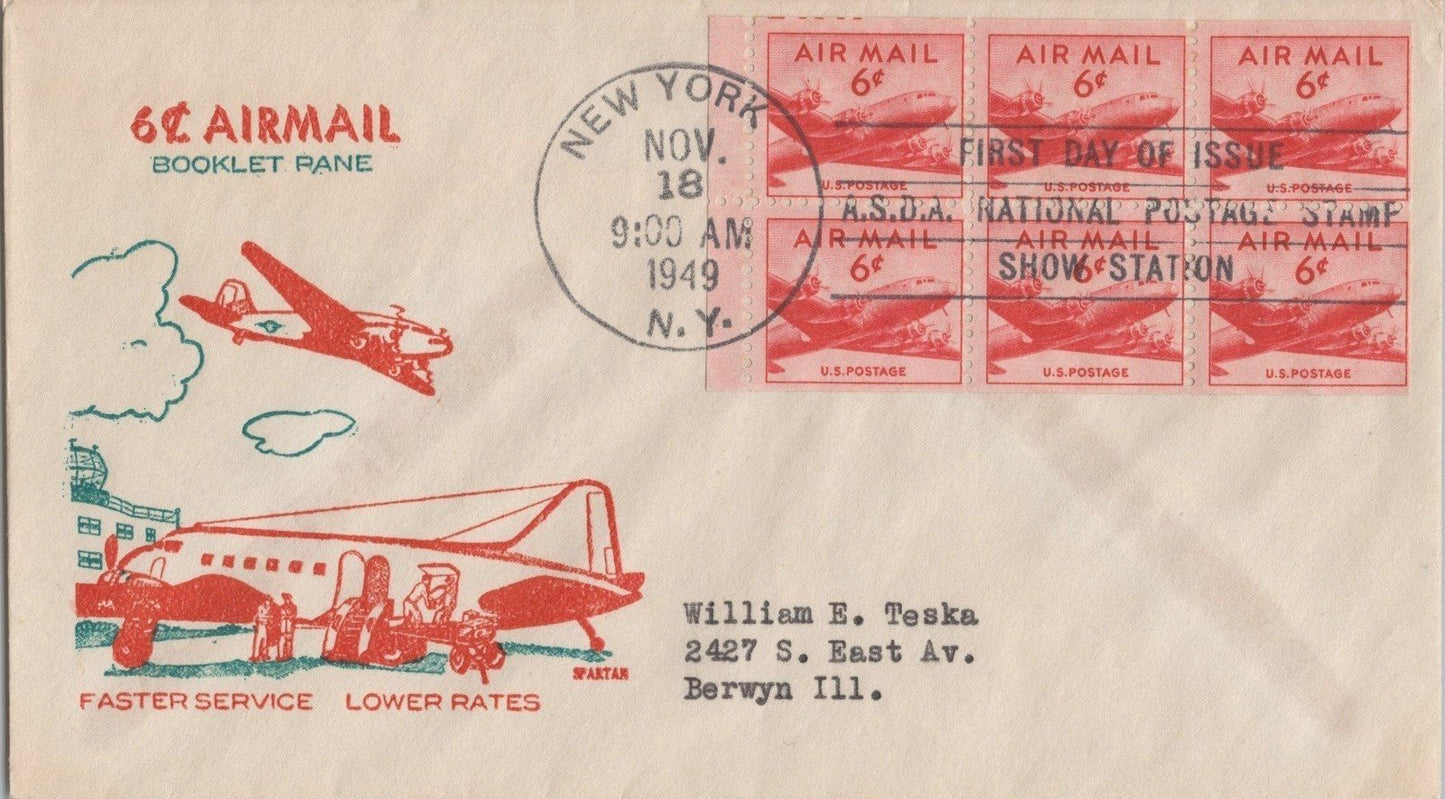 6¢ AIRMAIL
BOOKLET PANE
NEW YORK
NOV.
18
9:00 AM
1949
N.Y.
AIR MAIL
6¢
U.S.POSTAGE
AIR MAIL
6¢
U.S.POSTAGE
AIR MAIL
6¢
U.S.POSTAGE
AIR MAIL
6¢
U.S.POSTAGE
AIR MAIL
6¢
U.S.POSTAGE
AIR MAIL
6¢
U.S.POSTAGE
FIRST DAY OF ISSUE
A.S.D.A. NATIONAL POSTAGE STAMP
SHOW STATION
SPARTAN
FASTER SERVICE LOWER RATES
William E. Teska
2427 S. East Av.
Berwyn Ill.